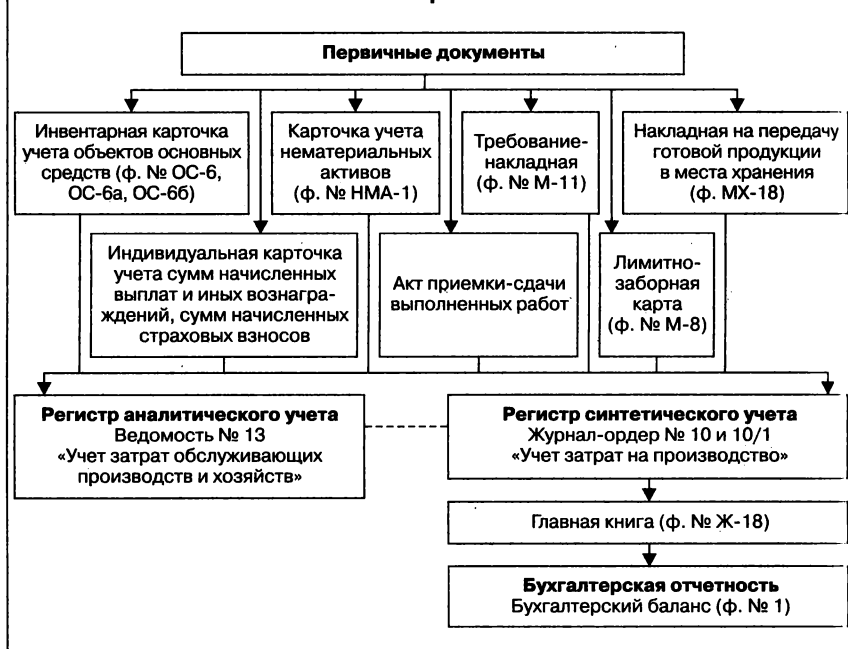 Первичные документы
Инвентарная карточка
учета объектов основных
средств (ф. № ОС-6,
ОС-6а, ОС-6б)
Карточка учета
нематериальных
активов
(ф. № НМА-1)
Требование-
накладная
(ф. № М-11)
Накладная на передачу
готовой продукции
в места хранения
(ф. МХ-18)
Индивидуальная карточка
учета сумм начисленных
выплат и иных вознагра-
ждений, сумм начисленных
страховых взносов
Акт приемки-сдачи
выполненных работ
Лимитно-
заборная
карта
(ф. № М-8)
Регистр аналитического учета
Ведомость № 13
«Учет затрат обслуживающих
производств и хозяйств»
Регистр синтетического учета
Журнал-ордер № 10 и 10/1
«Учет затрат на производство»
Главная книга (ф. № Ж-18)
Бухгалтерская отчетность
Бухгалтерский баланс (ф. № 1)